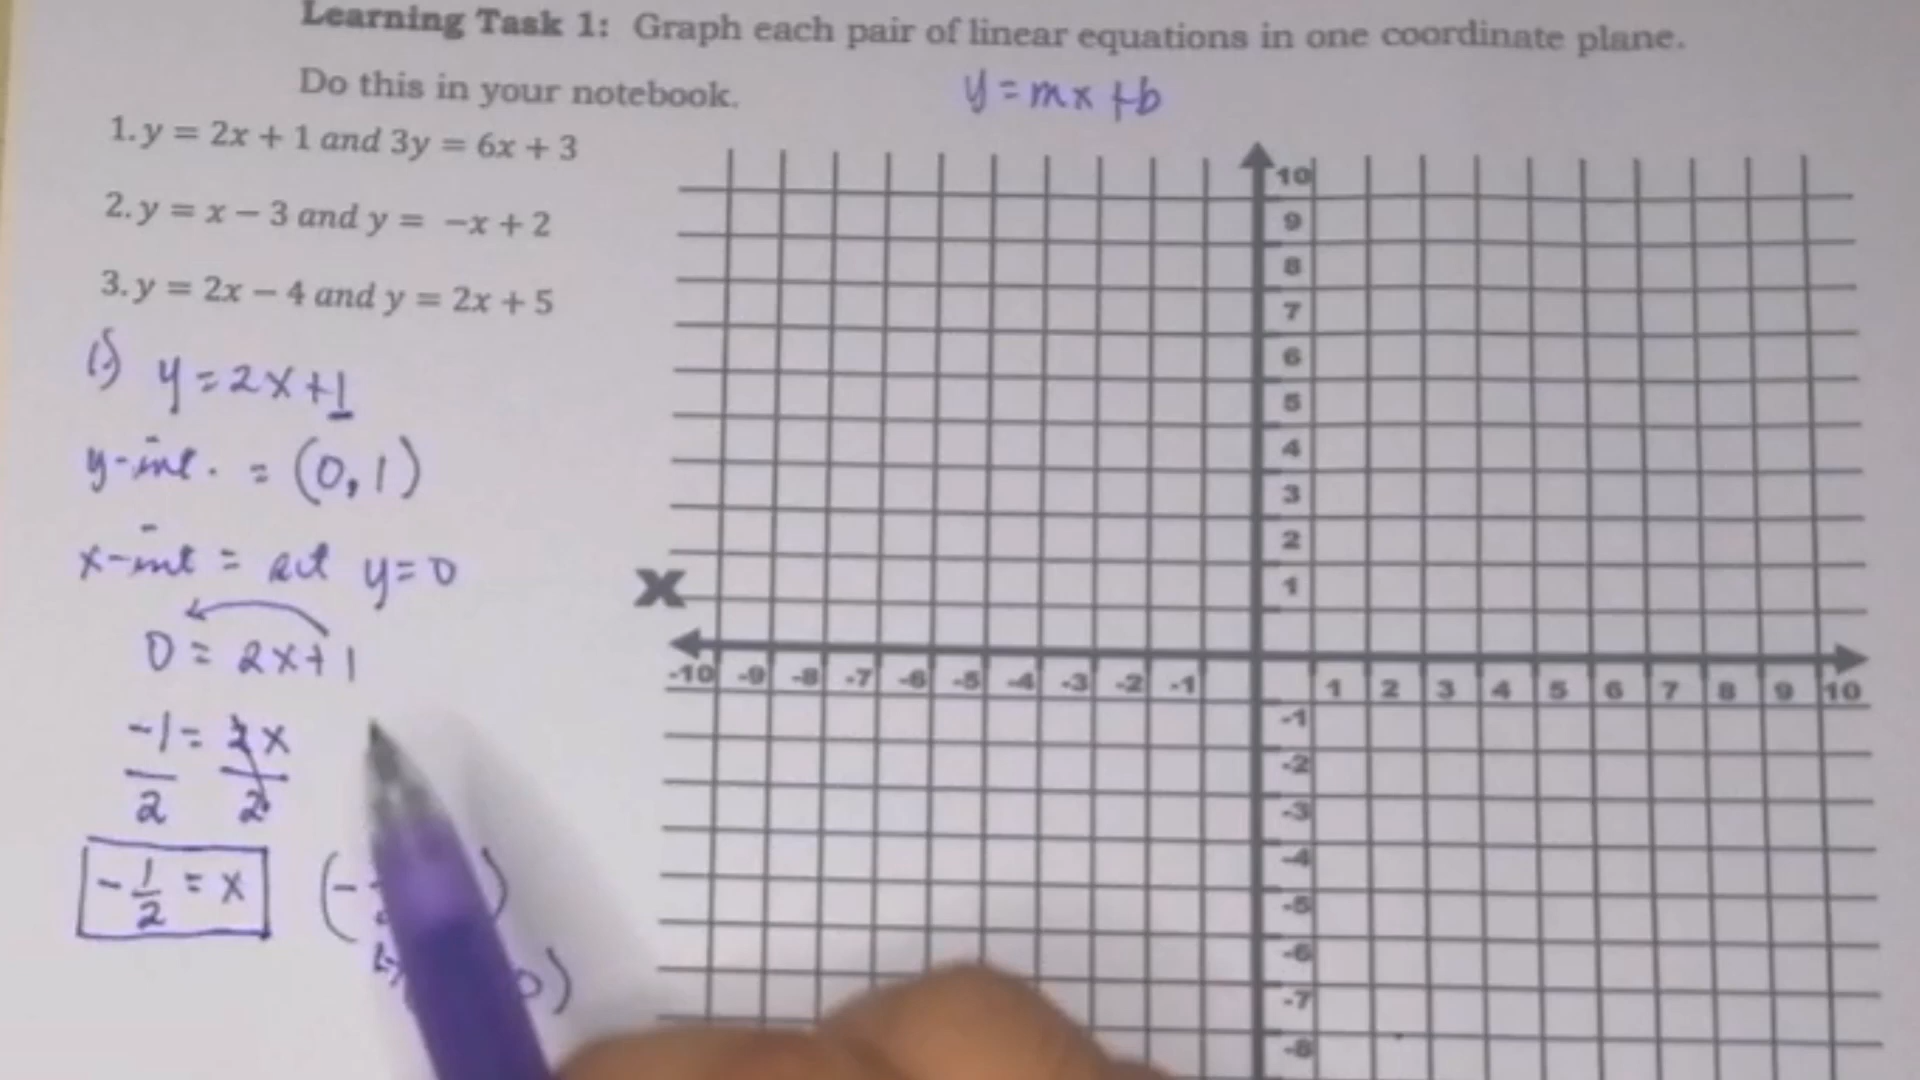 Learning Task 1: Graph each pair of linear equations in one coordinate plane.
Do this in your notebook.
y = mx + b
1. y = 2x + 1 and 3y = 6x + 3
2. y = x − 3 and y = −x + 2
3. y = 2x − 4 and y = 2x + 5
1.) y = 2x + 1
y-int. = (0, 1)
x-int = at y = 0
0 = 2x + 1
-1 = 2x
2 2
-1/2 = x
(-
0)
10
9
8
7
6
5
4
3
2
1
X
-10 -9 -8 -7 -6 -5 -4 -3 -2 -1 1 2 3 4 5 6 7 8 9 10
-1
-2
-3
-4
-5
-6
-7
-8